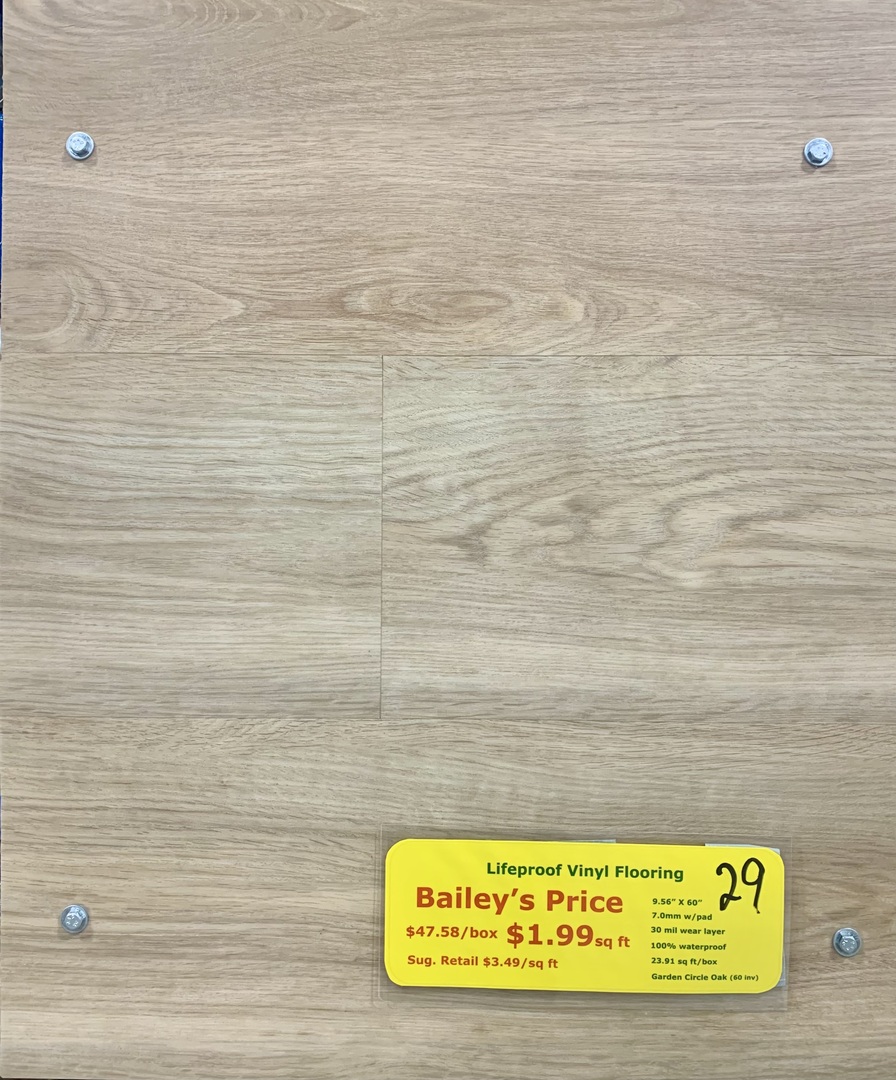 Lifeproof Vinyl Flooring
29
Bailey's Price
$47.58/box $1.99 sq ft
Sug. Retail $3.49/sq ft
9.56" X 60"
7.0mm w/pad
30 mil wear layer
100% waterproof
23.91 sq ft/box
Garden Circle Oak (60 inv)